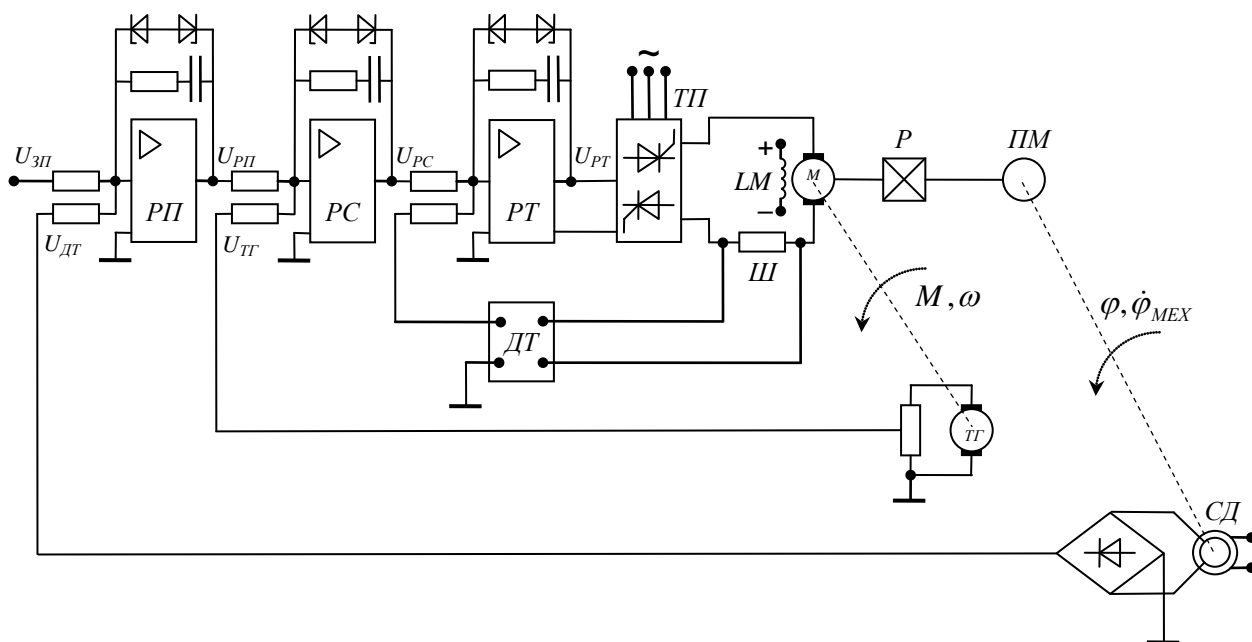 ~
ТП
U_ЗП
U_РП
U_РС
U_РТ
Р
ПМ
+
LM
М
−
РП
РС
РТ
U_ДТ
U_ТГ
Ш
M, ω
φ, φ̇_МЕХ
ДТ
ТГ
СД